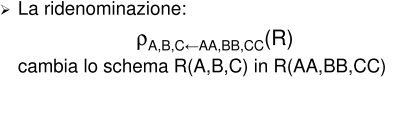 ➢ La ridenominazione:
ρA,B,C←AA,BB,CC(R)
cambia lo schema R(A,B,C) in R(AA,BB,CC)